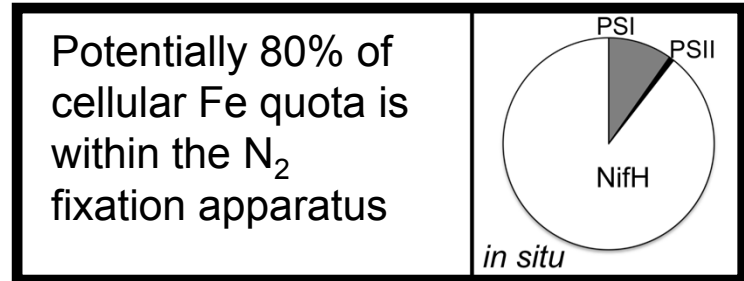 Potentially 80% of
cellular Fe quota is
within the N₂
fixation apparatus
PSI
PSII
NifH
in situ